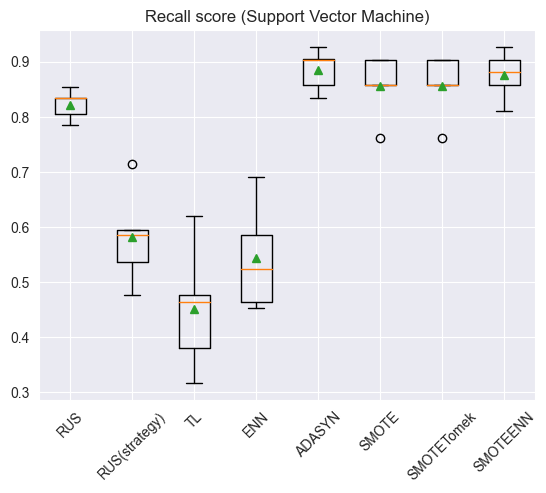 Recall score (Support Vector Machine)
0.9
0.8
0.7
0.6
0.5
0.4
0.3
RUS
RUS(strategy)
TL
ENN
ADASYN
SMOTE
SMOTETomek
SMOTEENN